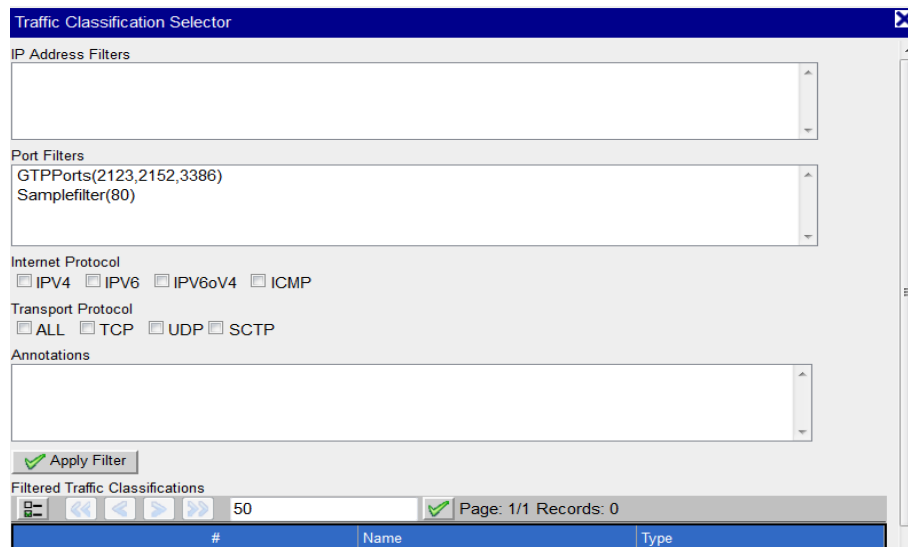 Traffic Classification Selector
IP Address Filters
Port Filters
GTPPorts(2123,2152,3386)
Samplefilter(80)
Internet Protocol
IPV4 IPV6 IPV6oV4 ICMP
Transport Protocol
ALL TCP UDP SCTP
Annotations
Apply Filter
Filtered Traffic Classifications
50 Page: 1/1 Records: 0
# Name Type